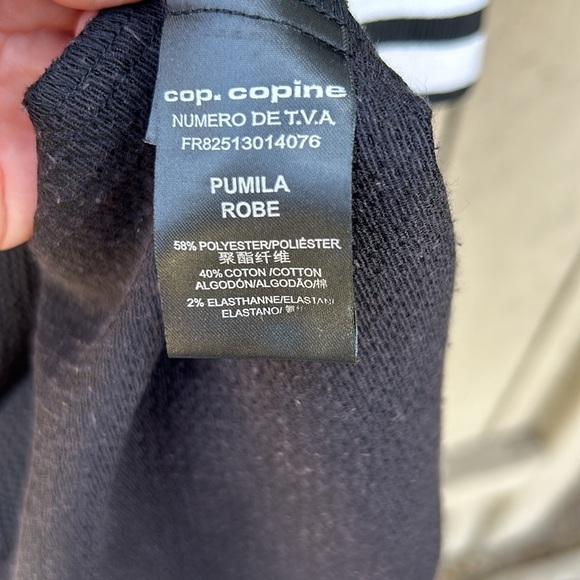 cop. copine
NUMERO DE T.V.A
FR82513014076
PUMILA
ROBE
58% POLYESTER/POLIÉSTER
聚酯纤维
40% COTON /COTTON
ALGODÓN/ALGODÃO/棉
2% ELASTHANNE/ELASTAN/
ELASTANO/